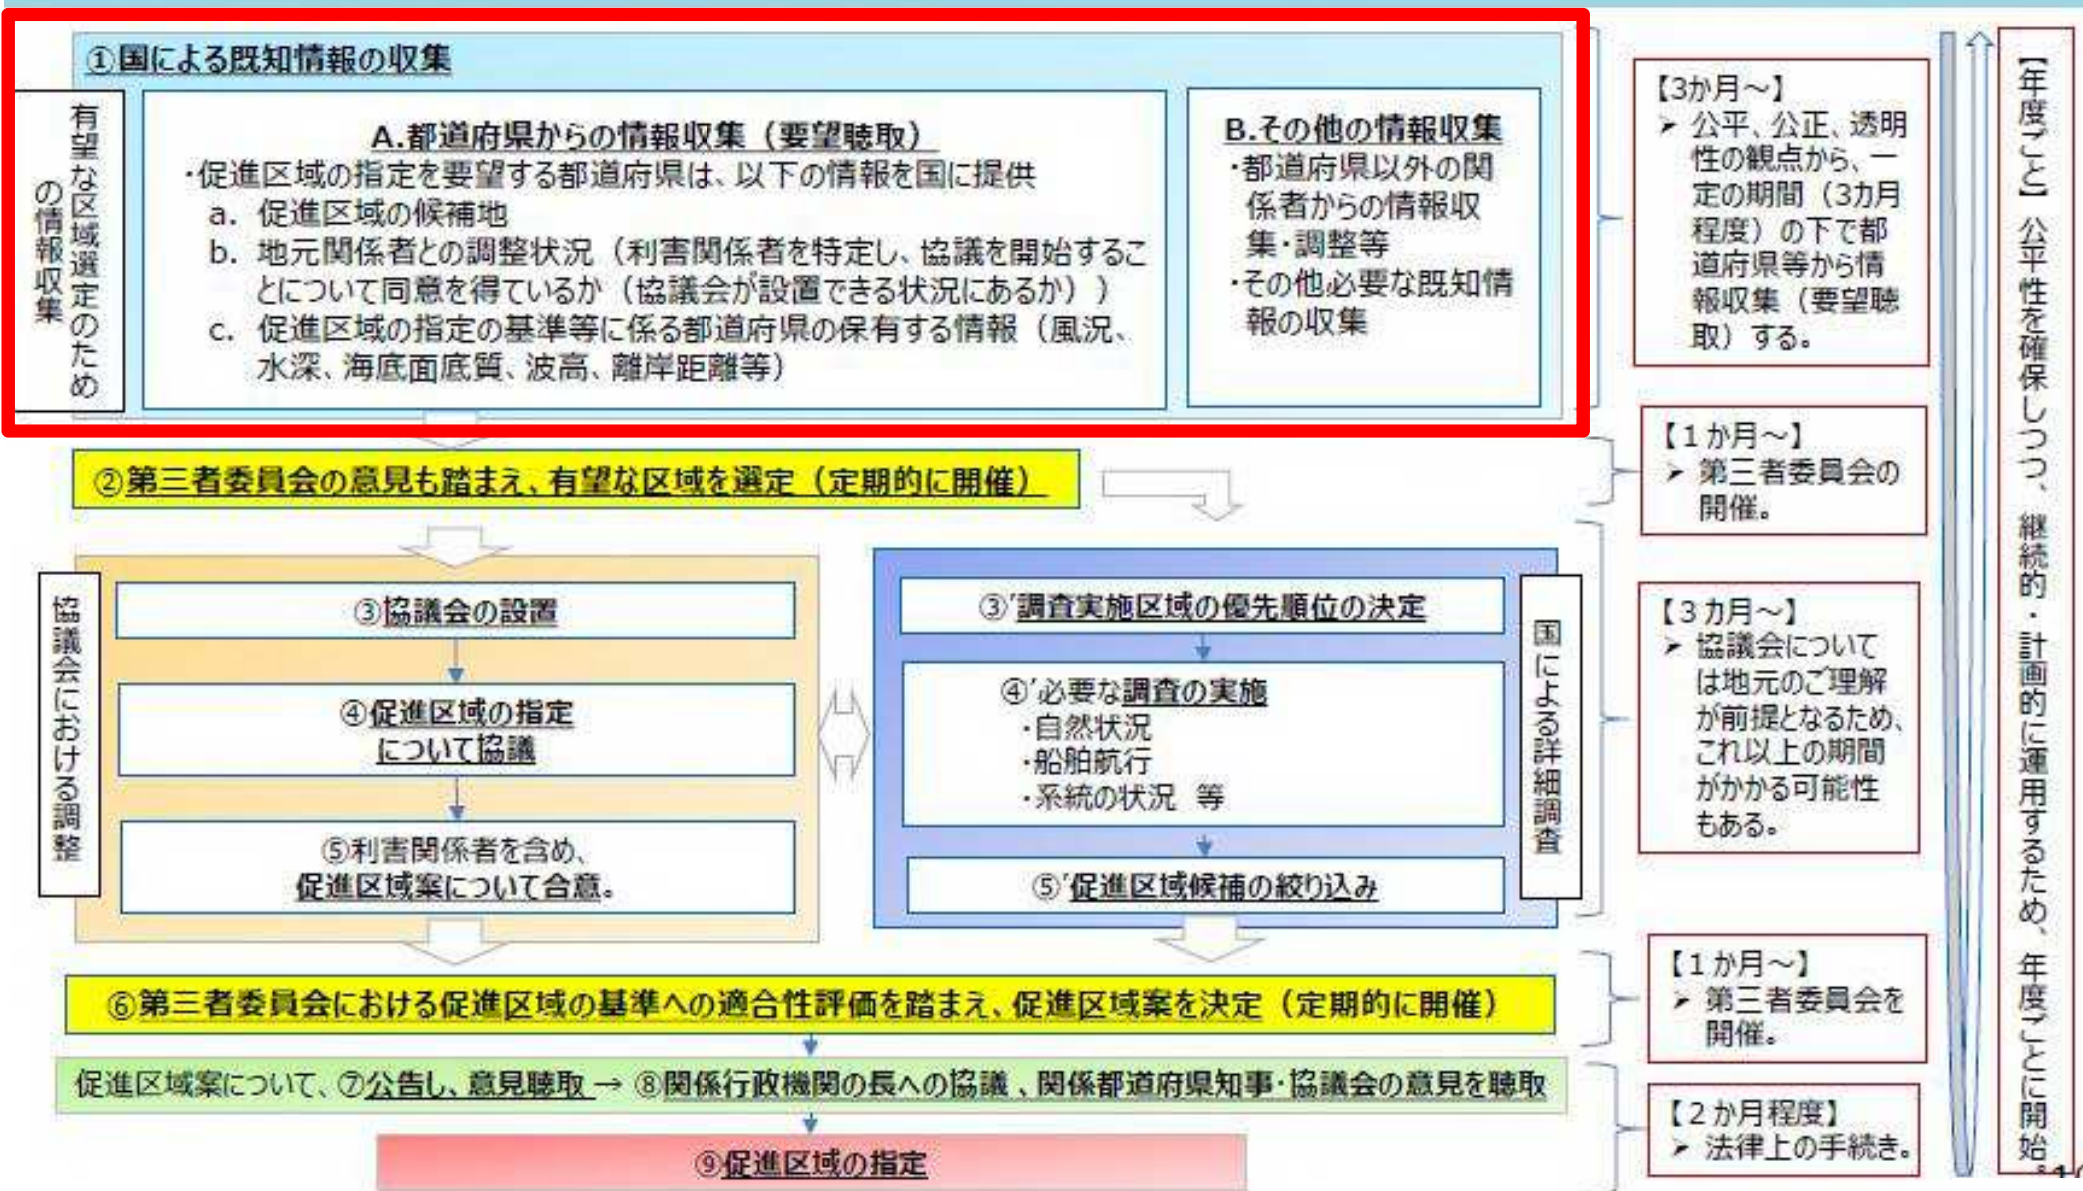 ①国による既知情報の収集
有望な区域選定のため
の情報収集
A.都道府県からの情報収集（要望聴取）
・促進区域の指定を要望する都道府県は、以下の情報を国に提供
a. 促進区域の候補地
b. 地元関係者との調整状況（利害関係者を特定し、協議を開始するこ
とについて同意を得ているか（協議会が設置できる状況にあるか））
c. 促進区域の指定の基準等に係る都道府県の保有する情報（風況、
水深、海底面底質、波高、離岸距離等）
B.その他の情報収集
・都道府県以外の関
係者からの情報収
集・調整等
・その他必要な既知情
報の収集
【3か月～】
➢ 公平、公正、透明
性の観点から、一
定の期間（3カ月
程度）の下で都
道府県等から情
報収集（要望聴
取）する。
②第三者委員会の意見も踏まえ、有望な区域を選定（定期的に開催）
【１か月～】
➢ 第三者委員会の
開催。
協議会における調整
③協議会の設置
④促進区域の指定
について協議
⑤利害関係者を含め、
促進区域案について合意。
③′調査実施区域の優先順位の決定
④′必要な調査の実施
・自然状況
・船舶航行
・系統の状況 等
⑤′促進区域候補の絞り込み
国による詳細調査
【３カ月～】
➢ 協議会について
は地元のご理解
が前提となるため、
これ以上の期間
がかかる可能性
もある。
⑥第三者委員会における促進区域の基準への適合性評価を踏まえ、促進区域案を決定（定期的に開催）
【１か月～】
➢ 第三者委員会を
開催。
促進区域案について、⑦公告し、意見聴取 → ⑧関係行政機関の長への協議 、関係都道府県知事・協議会の意見を聴取
【２か月程度】
➢ 法律上の手続き。
⑨促進区域の指定
【年度ごと】公平性を確保しつつ、継続的・計画的に運用するため、年度ごとに開始。